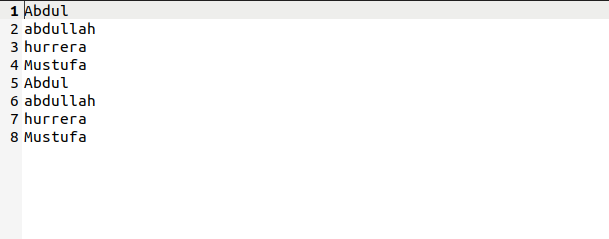 1 Abdul
2 abdullah
3 hurrera
4 Mustufa
5 Abdul
6 abdullah
7 hurrera
8 Mustufa